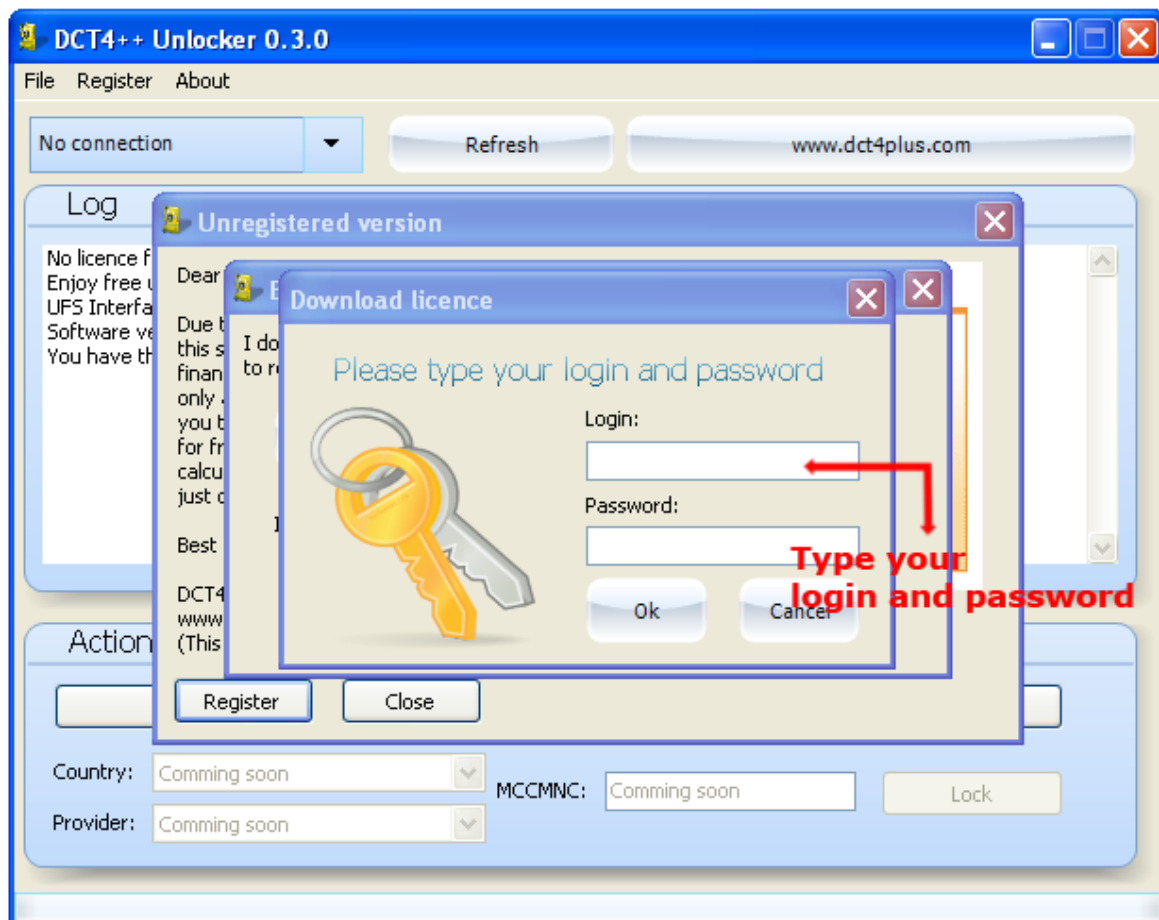 DCT4++ Unlocker 0.3.0
File Register About
No connection
Refresh
www.dct4plus.com
Log
No licence f
Enjoy free
UFS Interfa
Software ve
You have th
Unregistered version
Dear
Due t
this s
finan
only
you t
for fr
calcu
just
Best
DCT4
www
(This
Register
Close
I do
to re
Download licence
Please type your login and password
Login:
Password:
Ok
Cancel
Type your
login and password
Action
Country:
Comming soon
Provider:
Comming soon
MCCMNC:
Comming soon
Lock